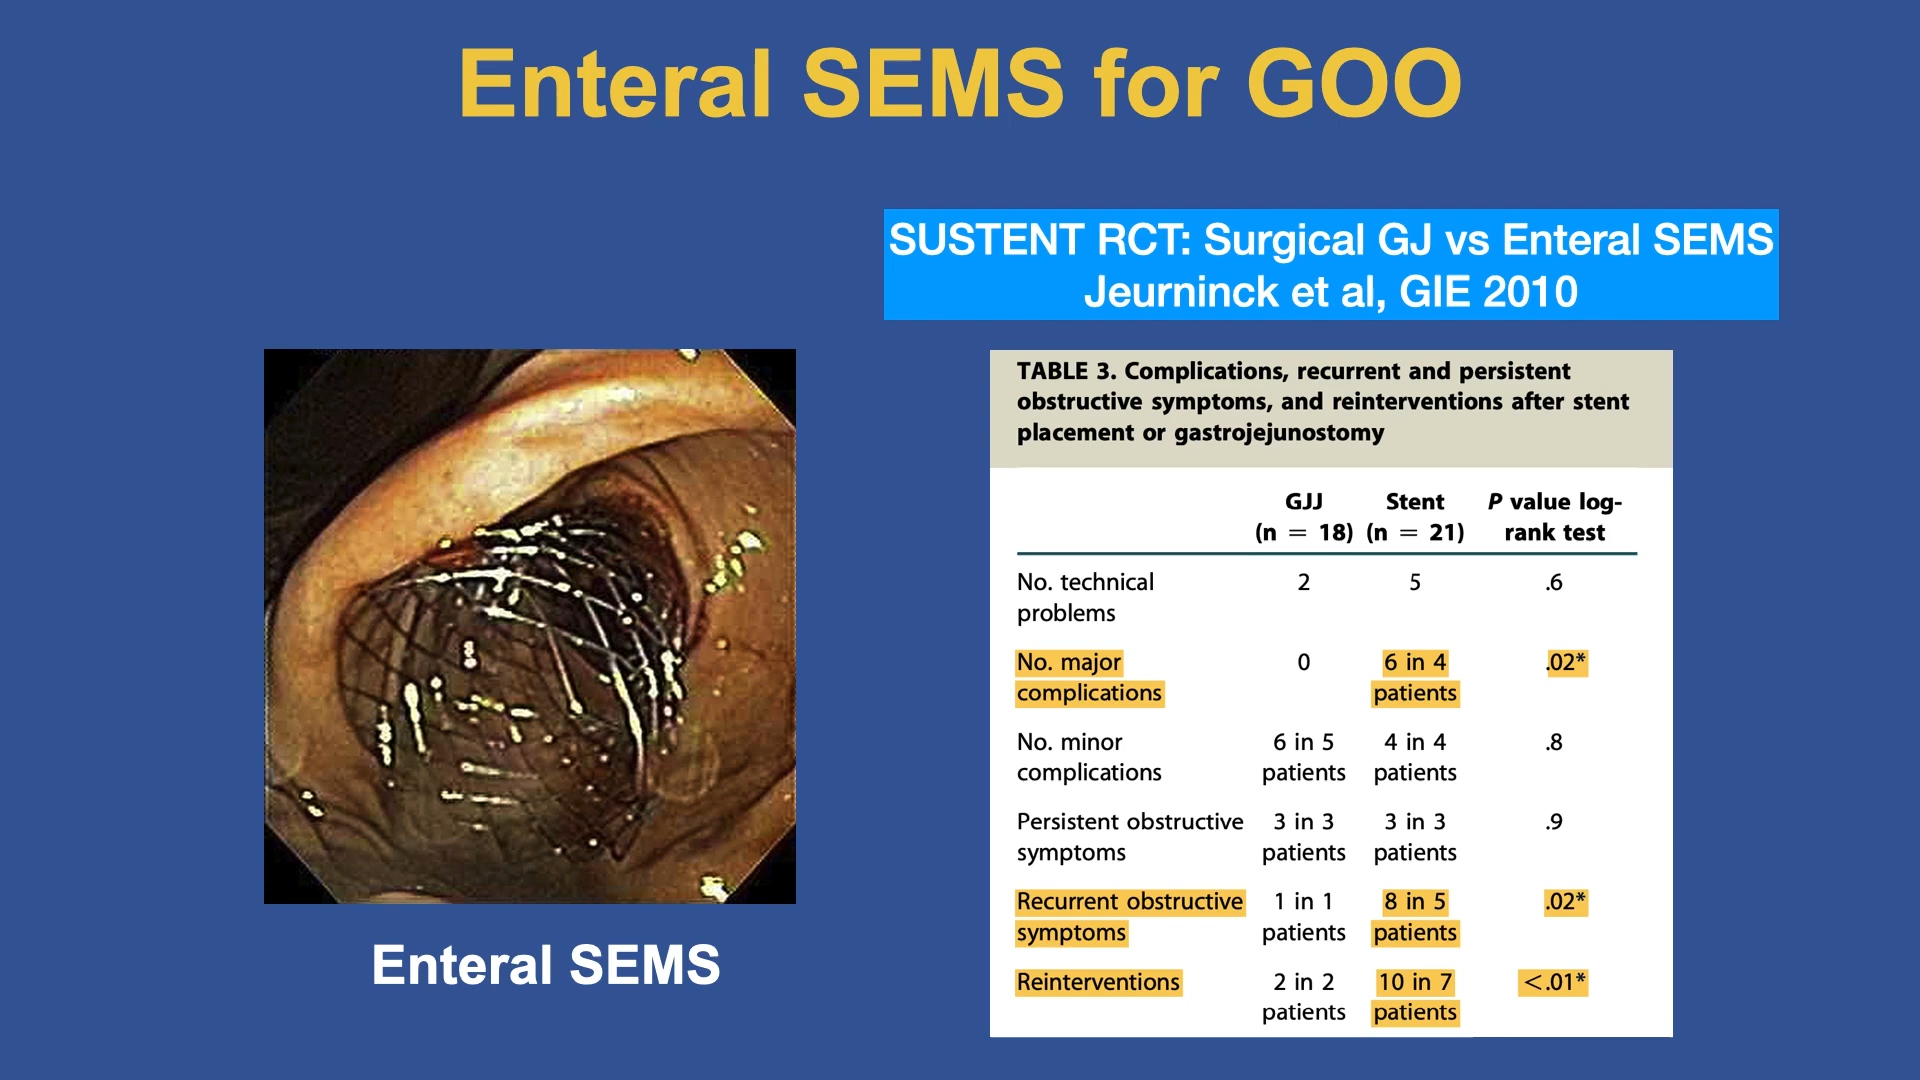 Enteral SEMS for GOO
SUSTENT RCT: Surgical GJ vs Enteral SEMS
Jeurninck et al, GIE 2010
TABLE 3. Complications, recurrent and persistent
obstructive symptoms, and reinterventions after stent
placement or gastrojejunostomy
GJJ Stent P value log-
(n = 18) (n = 21) rank test
No. technical 2 5 .6
problems
No. major 0 6 in 4 .02*
complications patients
No. minor 6 in 5 4 in 4 .8
complications patients patients
Persistent obstructive 3 in 3 3 in 3 .9
symptoms patients patients
Recurrent obstructive 1 in 1 8 in 5 .02*
symptoms patients patients
Reinterventions 2 in 2 10 in 7 <.01*
patients patients
Enteral SEMS